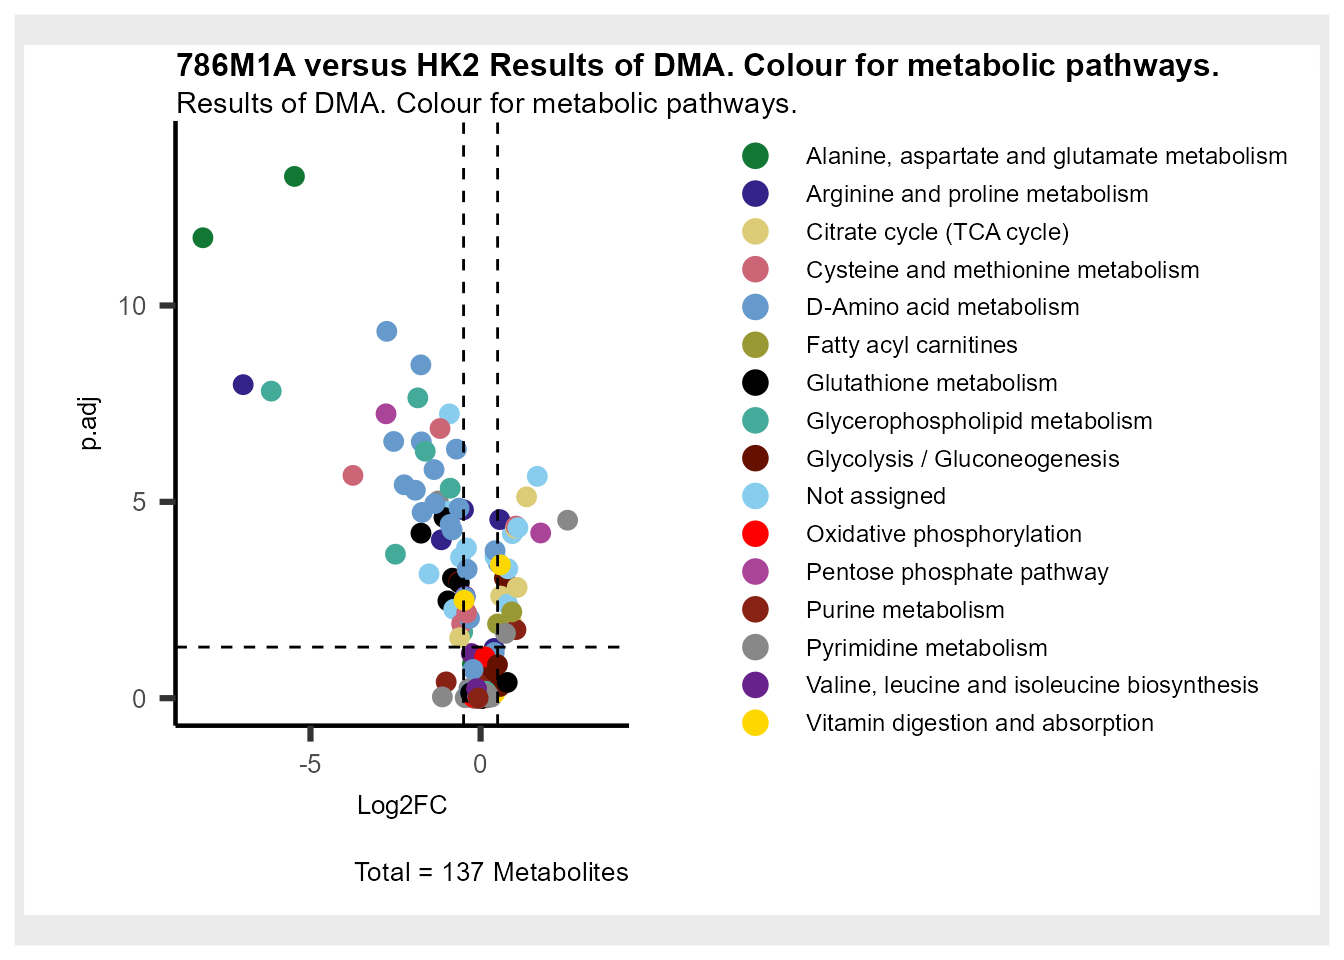 786M1A versus HK2 Results of DMA. Colour for metabolic pathways.
Results of DMA. Colour for metabolic pathways.
p.adj
10
5
0
-5
0
Log2FC
Total = 137 Metabolites
Alanine, aspartate and glutamate metabolism
Arginine and proline metabolism
Citrate cycle (TCA cycle)
Cysteine and methionine metabolism
D-Amino acid metabolism
Fatty acyl carnitines
Glutathione metabolism
Glycerophospholipid metabolism
Glycolysis / Gluconeogenesis
Not assigned
Oxidative phosphorylation
Pentose phosphate pathway
Purine metabolism
Pyrimidine metabolism
Valine, leucine and isoleucine biosynthesis
Vitamin digestion and absorption